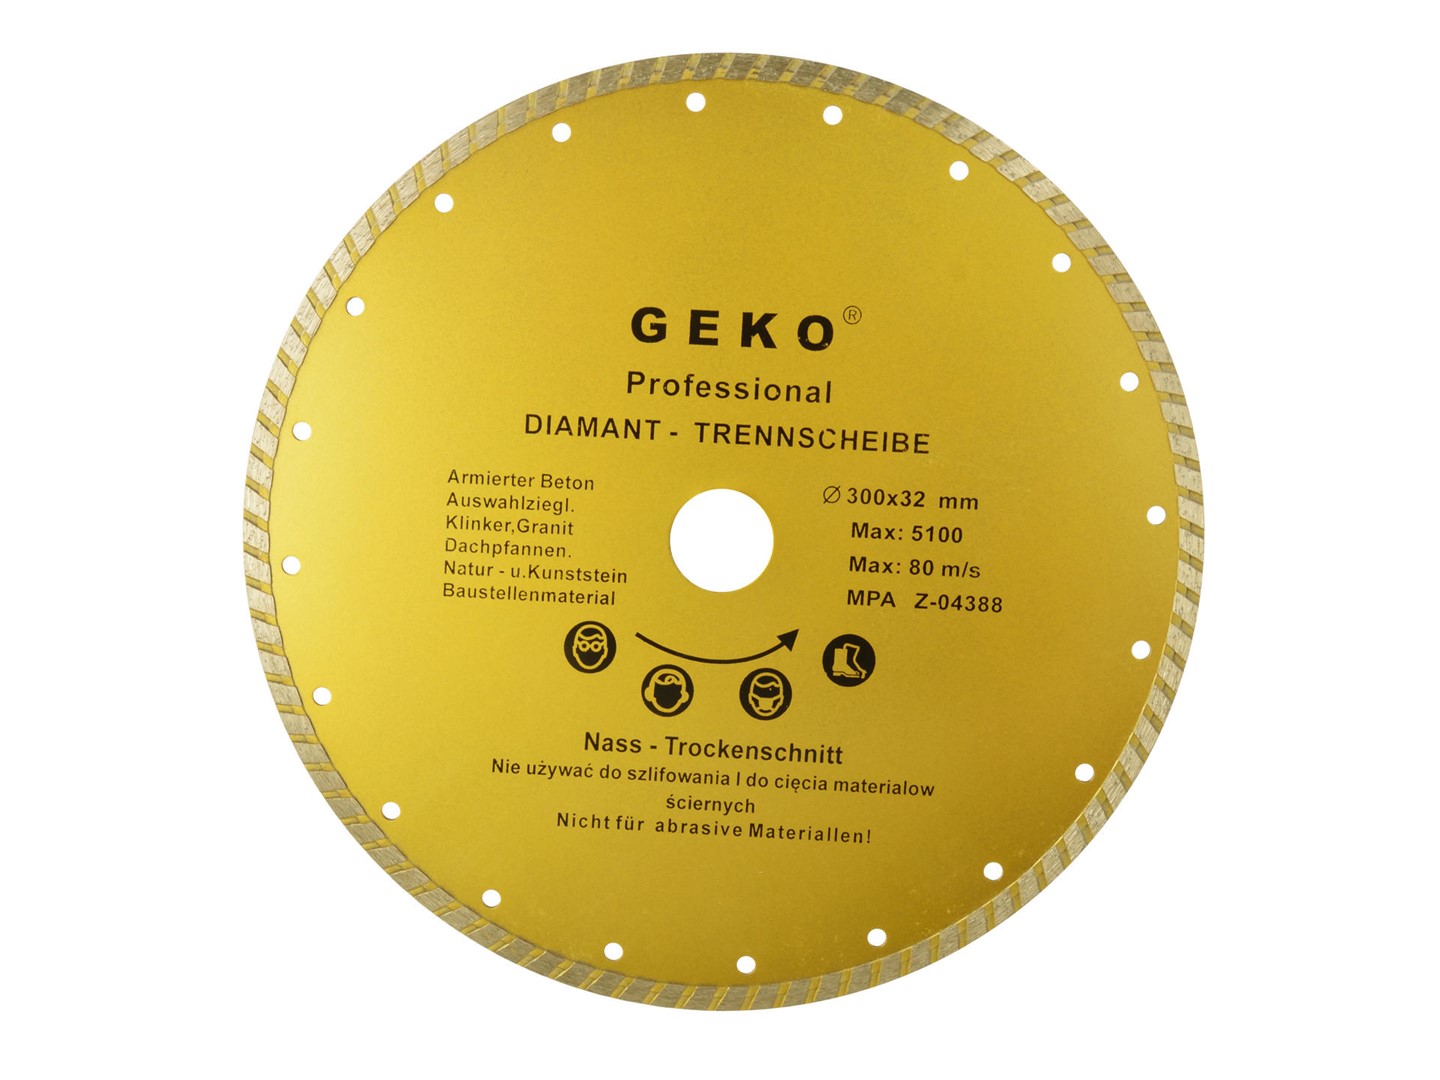 GEKO®
Professional
DIAMANT - TRENNSCHEIBE
Armierter Beton
Auswahlziegl.
Klinker,Granit
Dachpfannen.
Natur - u.Kunststein
Baustellenmaterial
Ø 300x32 mm
Max: 5100
Max: 80 m/s
MPA Z-04388
Nass - Trockenschnitt
Nie używać do szlifowania I do cięcia materialow
ściernych
Nicht für abrasive Materiallen!